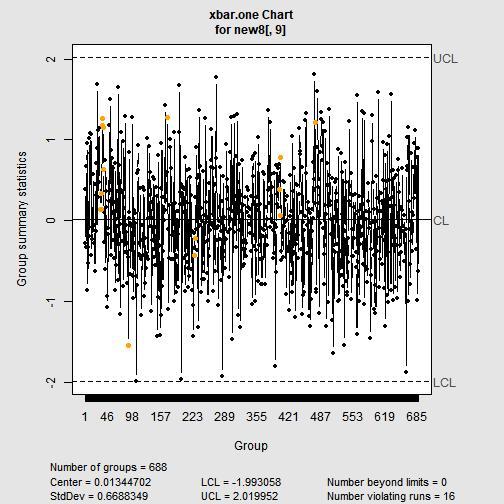 xbar.one Chart
for new8[, 9]
Group summary statistics
2
1
0
-1
-2
UCL
CL
LCL
1 46 98 157 223 289 355 421 487 553 619 685
Group
Number of groups = 688
Center = 0.01344702 LCL = -1.993058 Number beyond limits = 0
StdDev = 0.6688349 UCL = 2.019952 Number violating runs = 16